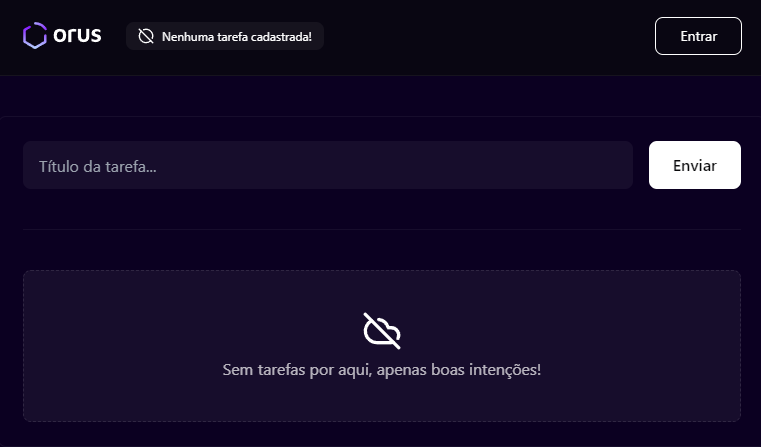 orus
Nenhuma tarefa cadastrada!
Entrar
Título da tarefa...
Enviar
Sem tarefas por aqui, apenas boas intenções!